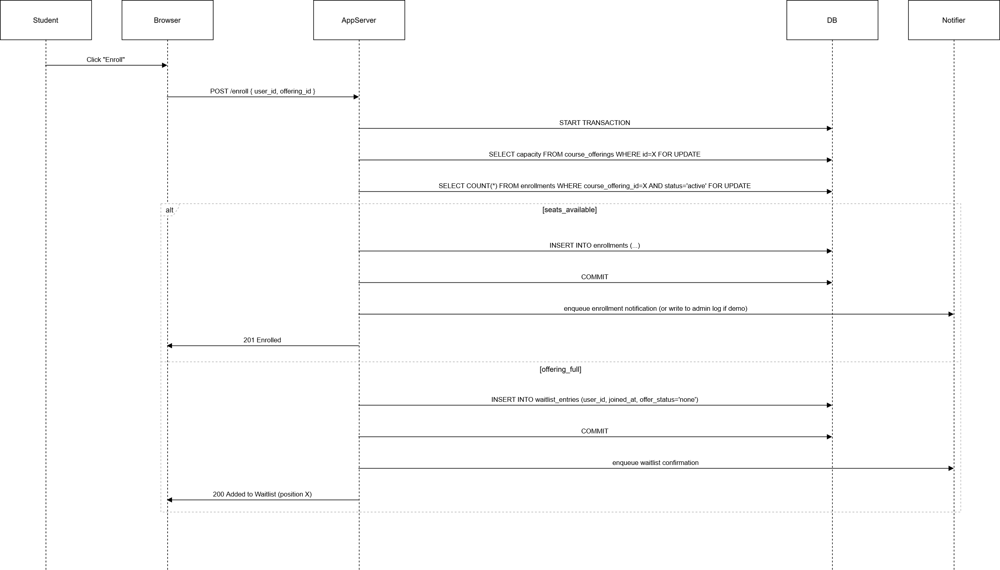 Student
Browser
AppServer
DB
Notifier
Click "Enroll"
POST /enroll { user_id, offering_id }
START TRANSACTION
SELECT capacity FROM course_offerings WHERE id=X FOR UPDATE
SELECT COUNT(*) FROM enrollments WHERE course_offering_id=X AND status='active' FOR UPDATE
alt
[seats_available]
INSERT INTO enrollments (...)
COMMIT
enqueue enrollment notification (or write to admin log if demo)
201 Enrolled
[offering_full]
INSERT INTO waitlist_entries (user_id, joined_at, offer_status='none')
COMMIT
enqueue waitlist confirmation
200 Added to Waitlist (position X)